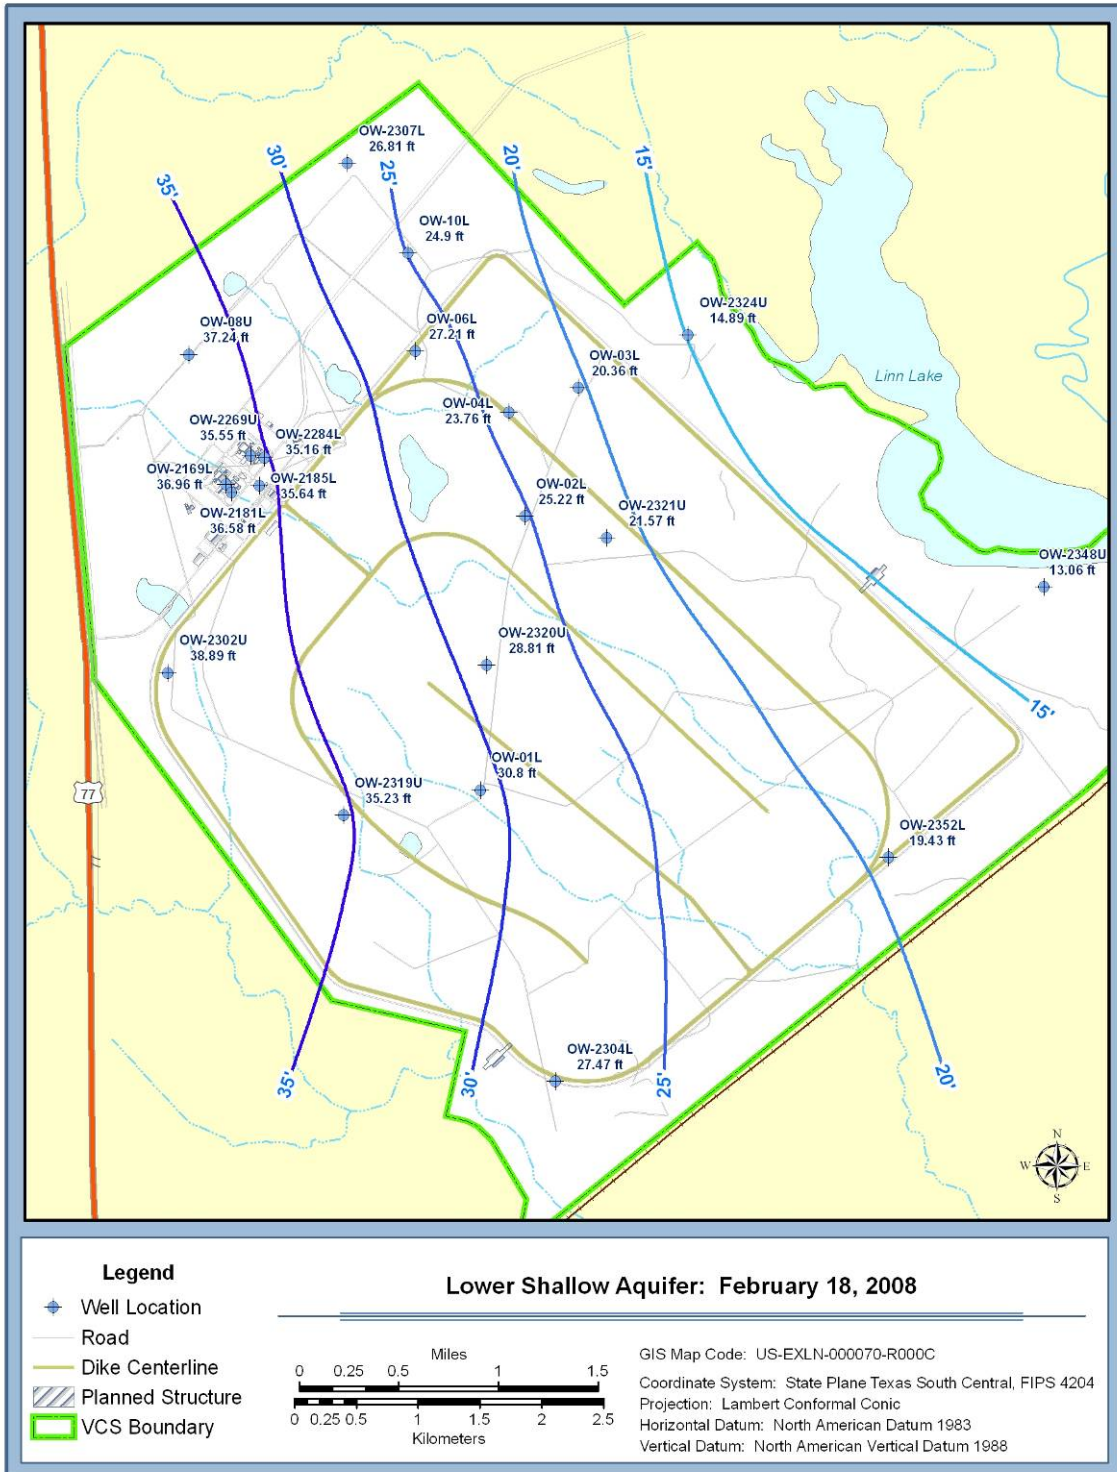 OW-2307L
26.81 ft
35'
30'
25'
20'
15'
OW-10L
24.9 ft
OW-2324U
14.89 ft
OW-08U
37.24 ft
OW-06L
27.21 ft
OW-03L
20.36 ft
Linn Lake
OW-04L
23.76 ft
OW-2269U
35.55 ft
OW-2284L
35.16 ft
OW-2169L
36.96 ft
OW-2185L
35.64 ft
OW-2181L
36.58 ft
OW-02L
25.22 ft
OW-2321U
21.57 ft
OW-2348U
13.06 ft
OW-2302U
38.89 ft
OW-2320U
28.81 ft
15'
OW-01L
30.8 ft
OW-2319U
35.23 ft
77
OW-2352L
19.43 ft
OW-2304L
27.47 ft
35'
30'
25'
20'
N
W E
S
Legend
Well Location
Road
Dike Centerline
Planned Structure
VCS Boundary
Lower Shallow Aquifer: February 18, 2008
Miles
0 0.25 0.5 1 1.5
0 0.25 0.5 1 1.5 2 2.5
Kilometers
GIS Map Code: US-EXLN-000070-R000C
Coordinate System: State Plane Texas South Central, FIPS 4204
Projection: Lambert Conformal Conic
Horizontal Datum: North American Datum 1983
Vertical Datum: North American Vertical Datum 1988